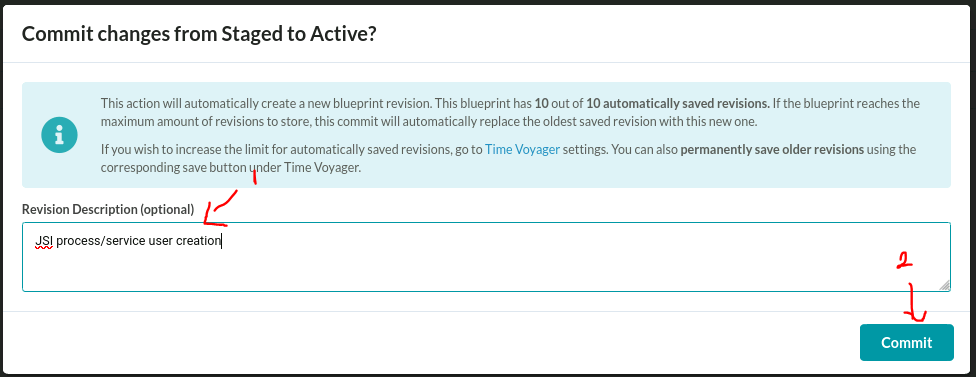 Commit changes from Staged to Active?
This action will automatically create a new blueprint revision. This blueprint has 10 out of 10 automatically saved revisions. If the blueprint reaches the
maximum amount of revisions to store, this commit will automatically replace the oldest saved revision with this new one.
If you wish to increase the limit for automatically saved revisions, go to Time Voyager settings. You can also permanently save older revisions using the
corresponding save button under Time Voyager.
1
Revision Description (optional)
JSI process/service user creation
2
Commit